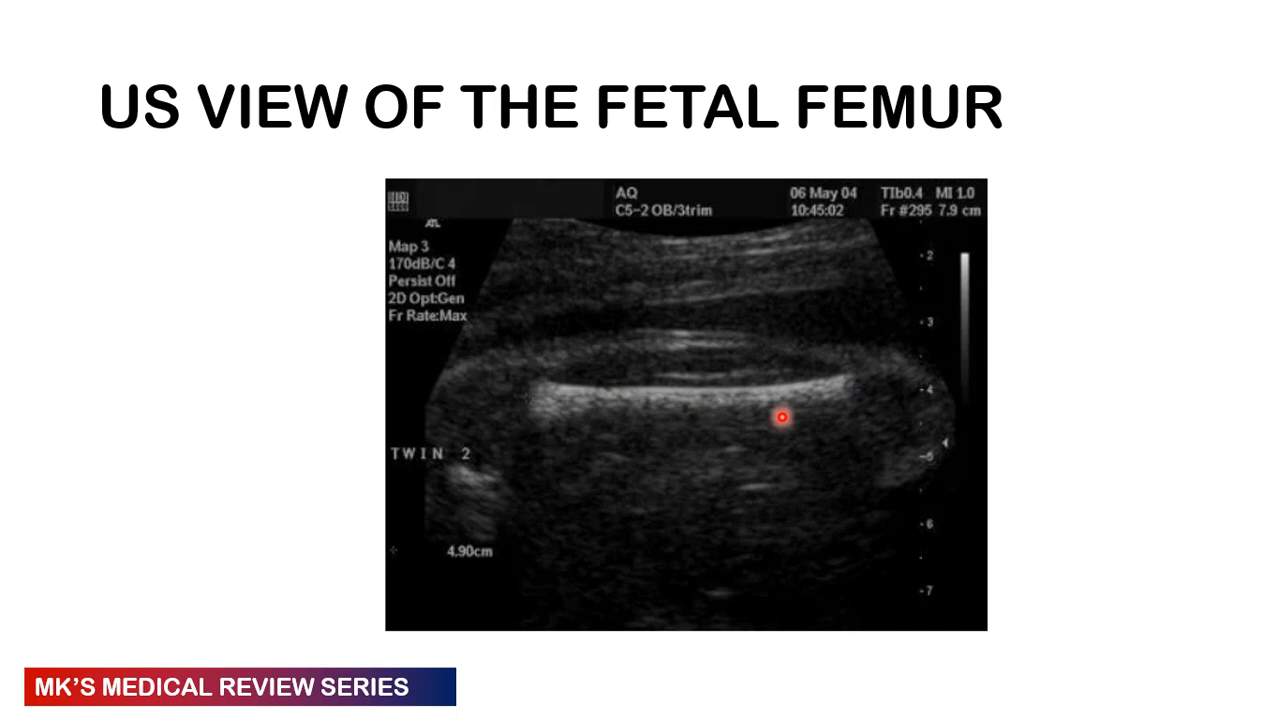 US VIEW OF THE FETAL FEMUR
AQ 06 May 04 TIb0.4 MI 1.0
C5-2 OB/3trim 10:45:02 Fr #295 7.9 cm
ATL
Map 3
170dB/C 4
Persist Off
2D Opt:Gen
Fr Rate:Max
2
3
4
TWIN 2
5
6
4.90cm
7
MK'S MEDICAL REVIEW SERIES